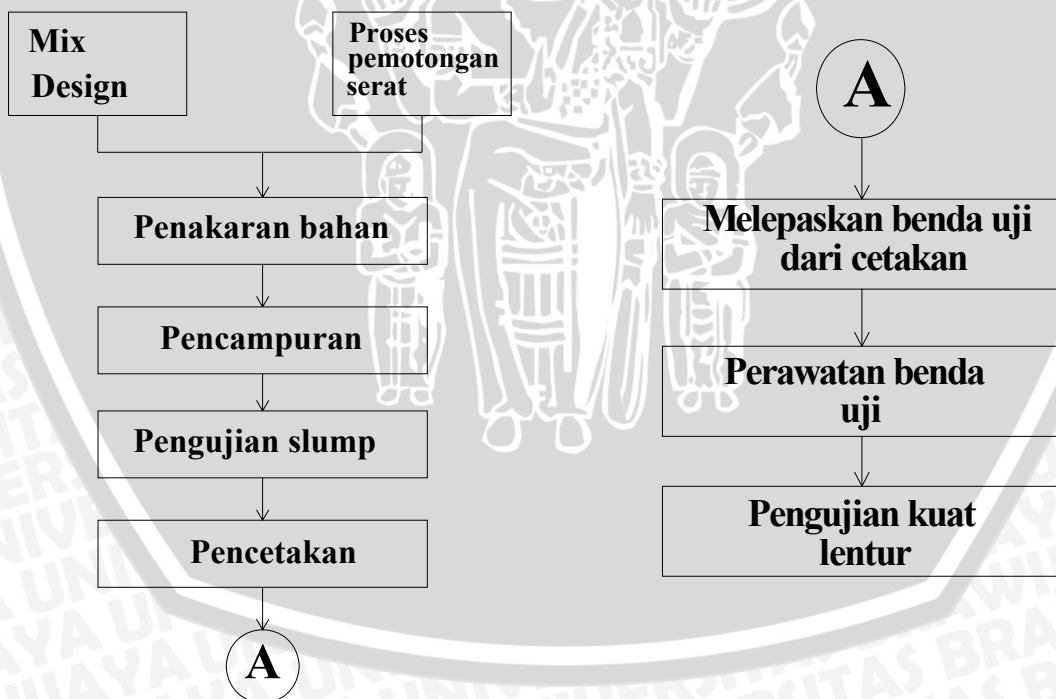 Mix
Design
Proses
pemotongan
serat
Penakaran bahan
Pencampuran
Pengujian slump
Pencetakan
A
A
Melepaskan benda uji
dari cetakan
Perawatan benda
uji
Pengujian kuat
lentur